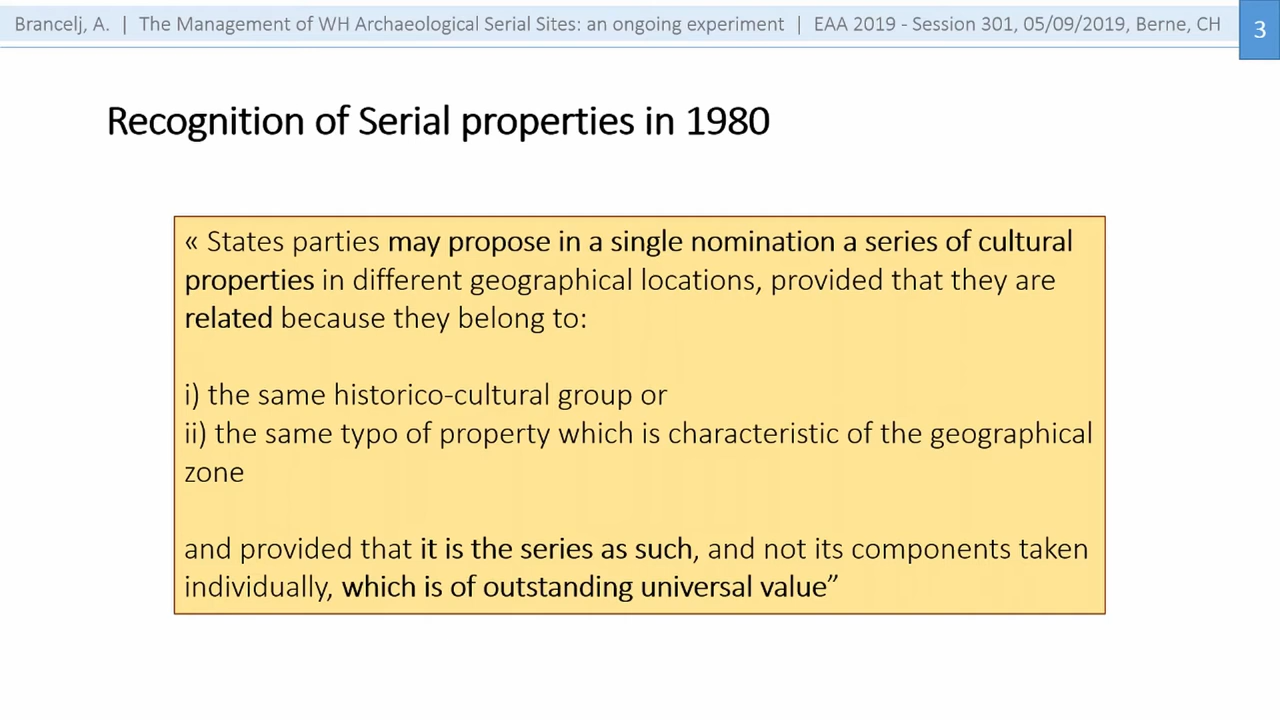 Brancelj, A. | The Management of WH Archaeological Serial Sites: an ongoing experiment | EAA 2019 - Session 301, 05/09/2019, Berne, CH
3
Recognition of Serial properties in 1980
« States parties may propose in a single nomination a series of cultural
properties in different geographical locations, provided that they are
related because they belong to:
i) the same historico-cultural group or
ii) the same typo of property which is characteristic of the geographical
zone
and provided that it is the series as such, and not its components taken
individually, which is of outstanding universal value”